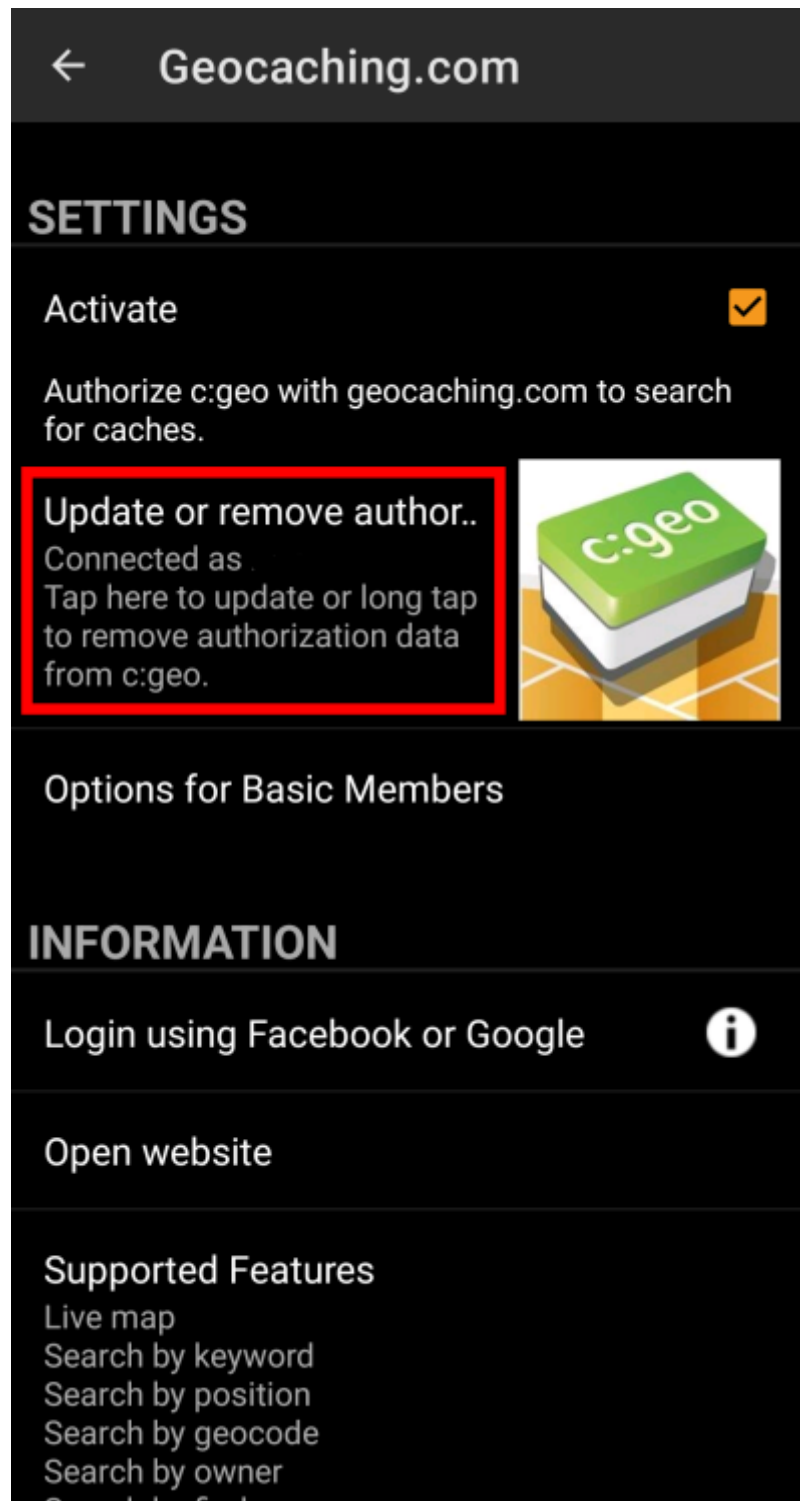 Geocaching.com
SETTINGS
Activate
Authorize c:geo with geocaching.com to search
for caches.
Update or remove author..
Connected as
Tap here to update or long tap
to remove authorization data
from c:geo.
c:geo
Options for Basic Members
INFORMATION
Login using Facebook or Google
Open website
Supported Features
Live map
Search by keyword
Search by position
Search by geocode
Search by owner